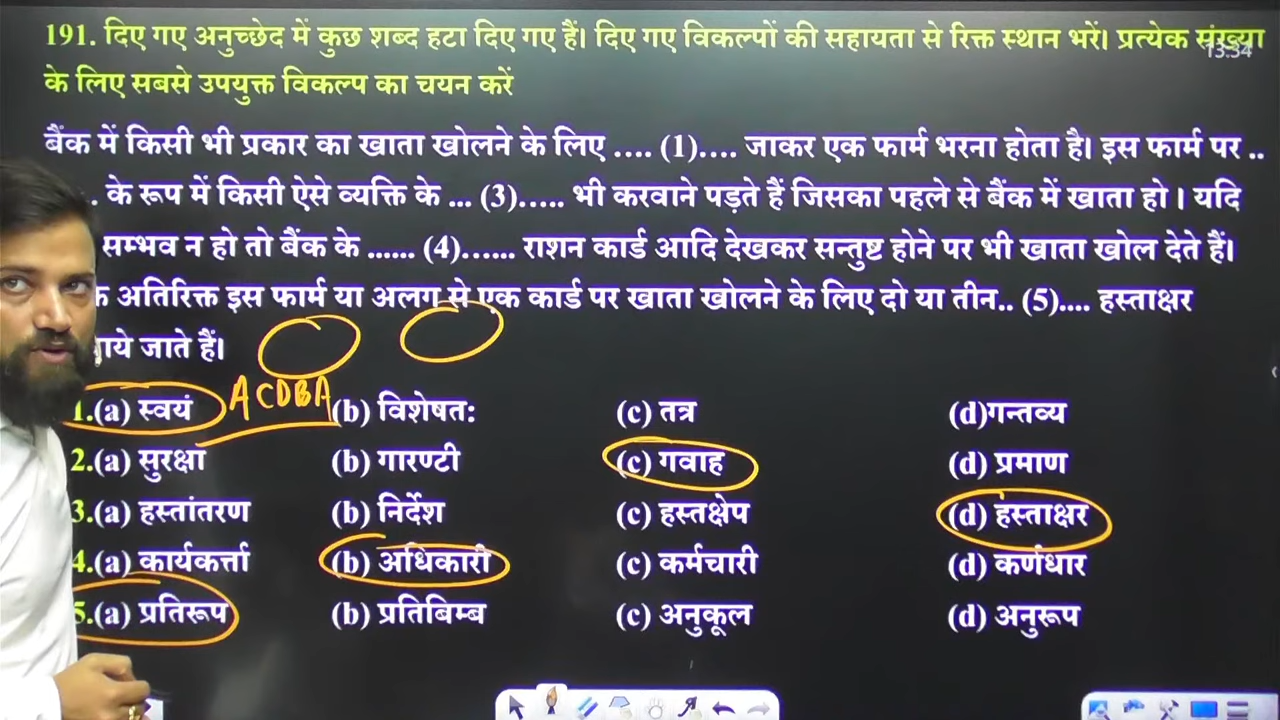 191. दिए गए अनुच्छेद में कुछ शब्द हटा दिए गए हैं। दिए गए विकल्पों की सहायता से रिक्त स्थान भरें। प्रत्येक संख्या
13:34
के लिए सबसे उपयुक्त विकल्प का चयन करें
बैंक में किसी भी प्रकार का खाता खोलने के लिए .... (1).... जाकर एक फार्म भरना होता है। इस फार्म पर ..
. के रूप में किसी ऐसे व्यक्ति के ... (3)..... भी करवाने पड़ते हैं जिसका पहले से बैंक में खाता हो । यदि
सम्भव न हो तो बैंक के ...... (4)...... राशन कार्ड आदि देखकर सन्तुष्ट होने पर भी खाता खोल देते हैं।
अतिरिक्त इस फार्म या अलग से एक कार्ड पर खाता खोलने के लिए दो या तीन.. (5).... हस्ताक्षर
जाते हैं।
1.(a) स्वयं ACDBA (b) विशेषत: (c) तत्र (d)गन्तव्य
2.(a) सुरक्षा (b) गारण्टी (c) गवाह (d) प्रमाण
3.(a) हस्तांतरण (b) निर्देश (c) हस्तक्षेप (d) हस्ताक्षर
4.(a) कार्यकर्त्ता (b) अधिकारी (c) कर्मचारी (d) कर्णधार
5.(a) प्रतिरूप (b) प्रतिबिम्ब (c) अनुकूल (d) अनुरूप